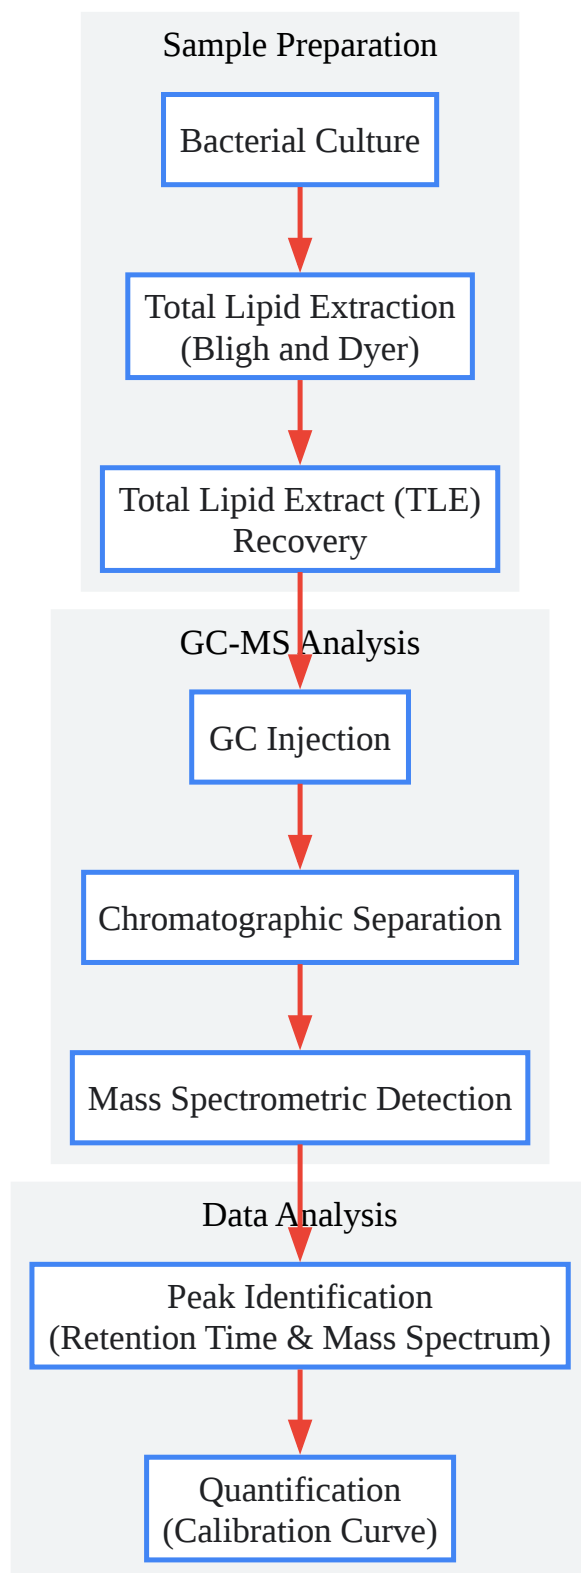 Sample Preparation
Bacterial Culture
Total Lipid Extraction
(Bligh and Dyer)
Total Lipid Extract (TLE)
Recovery
GC-MS Analysis
GC Injection
Chromatographic Separation
Mass Spectrometric Detection
Data Analysis
Peak Identification
(Retention Time & Mass Spectrum)
Quantification
(Calibration Curve)